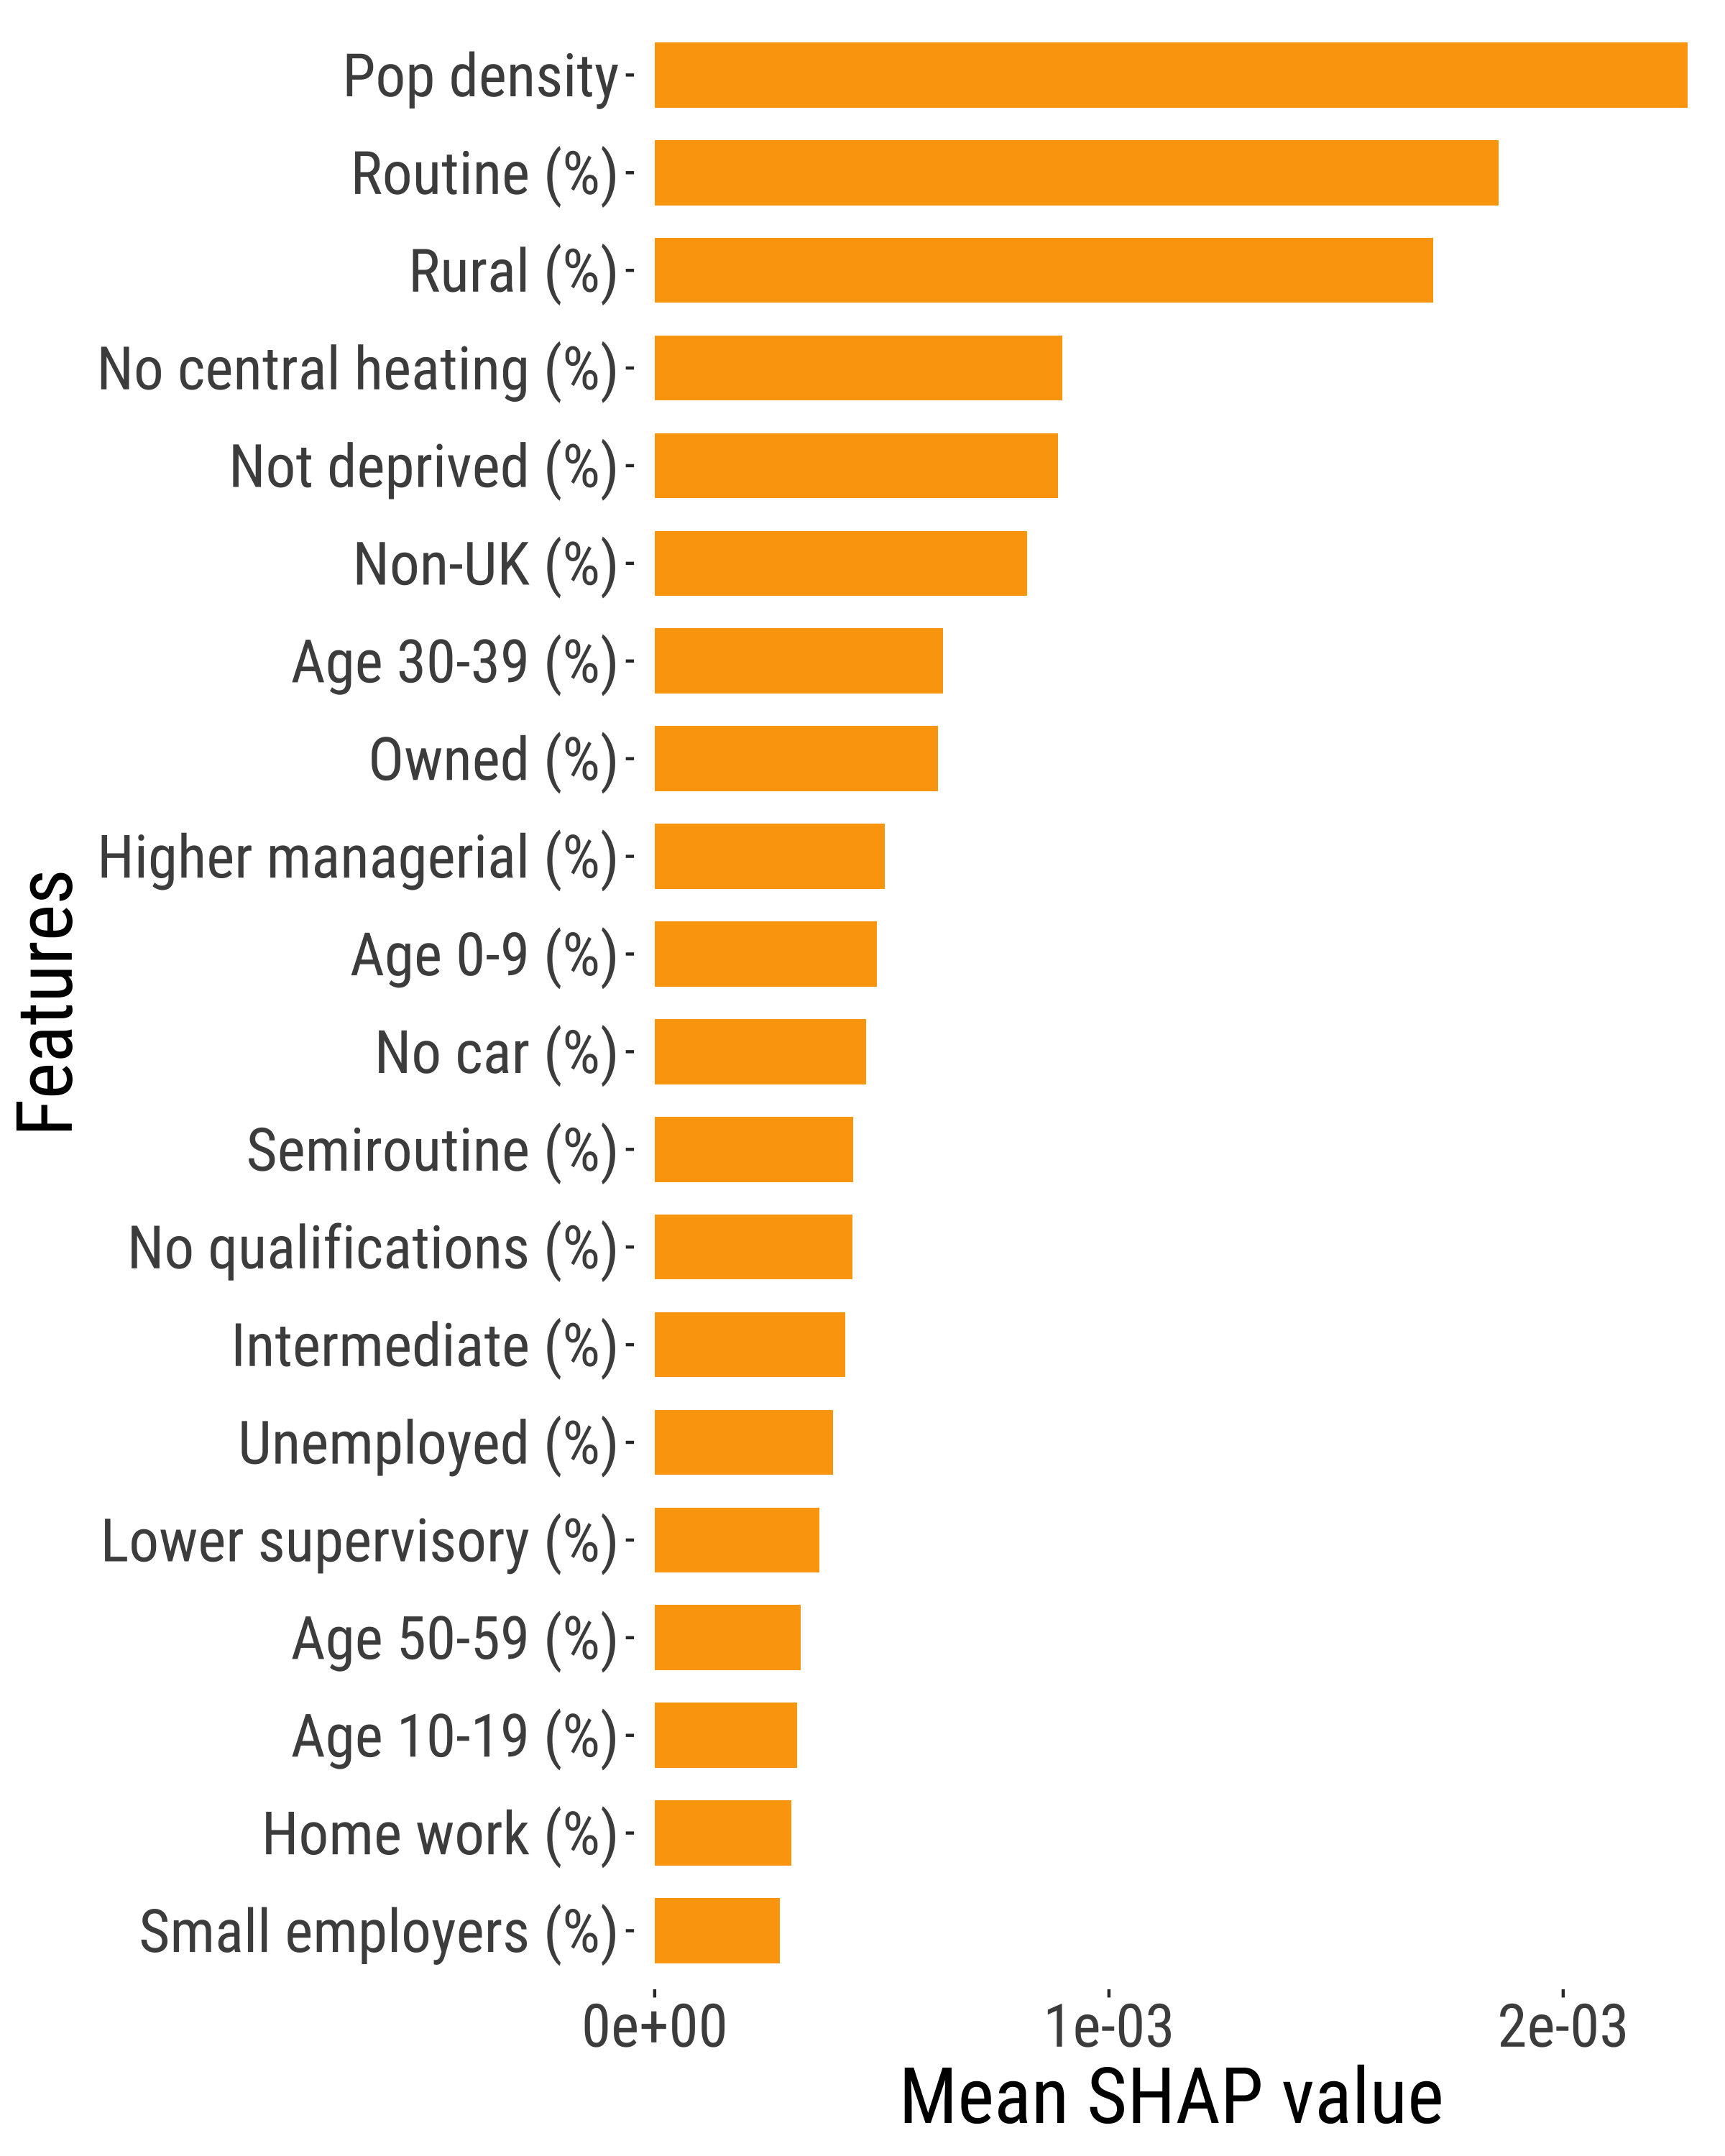 Pop density
Routine (%)
Rural (%)
No central heating (%)
Not deprived (%)
Non-UK (%)
Age 30-39 (%)
Owned (%)
Higher managerial (%)
Age 0-9 (%)
No car (%)
Semiroutine (%)
No qualifications (%)
Intermediate (%)
Unemployed (%)
Lower supervisory (%)
Age 50-59 (%)
Age 10-19 (%)
Home work (%)
Small employers (%)
Features
0e+00 1e-03 2e-03
Mean SHAP value